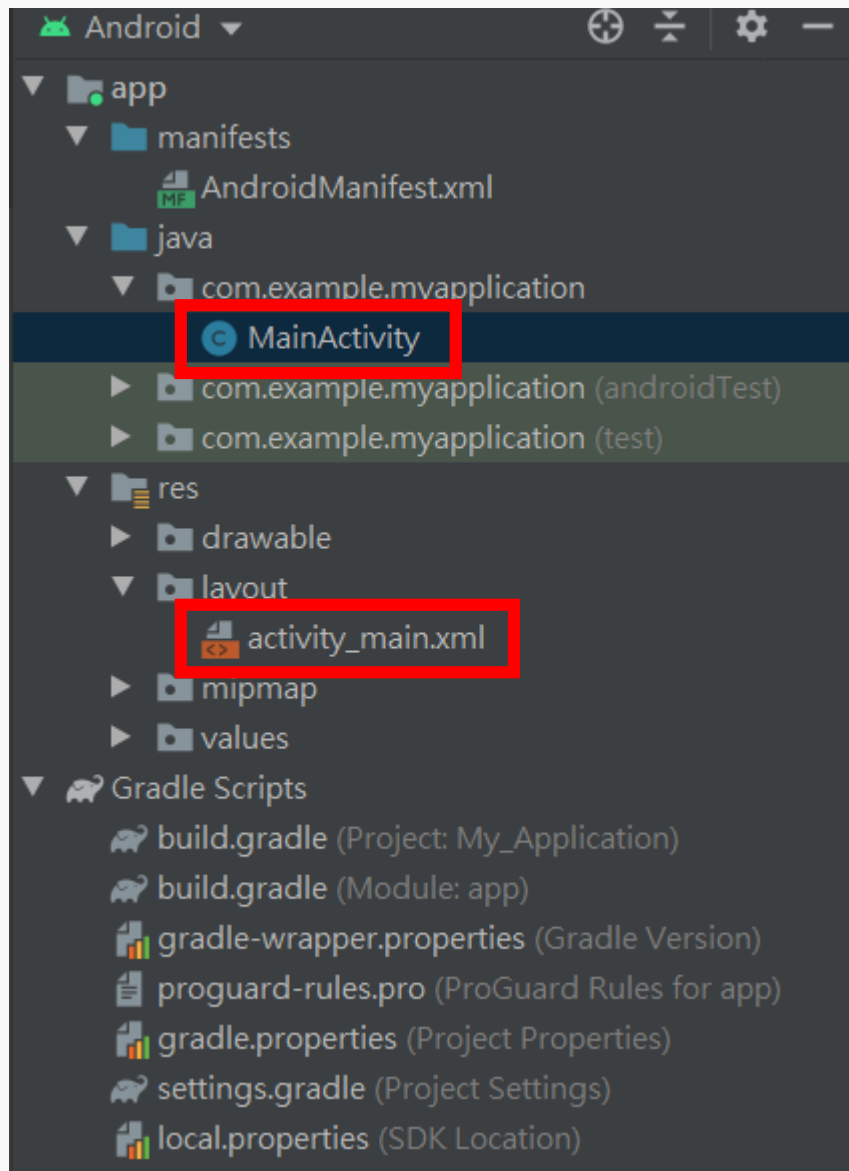 Android
app
manifests
MF AndroidManifest.xml
java
com.example.myapplication
C MainActivity
com.example.myapplication (androidTest)
com.example.myapplication (test)
res
drawable
layout
<> activity_main.xml
mipmap
values
Gradle Scripts
build.gradle (Project: My_Application)
build.gradle (Module: app)
gradle-wrapper.properties (Gradle Version)
proguard-rules.pro (ProGuard Rules for app)
gradle.properties (Project Properties)
settings.gradle (Project Settings)
local.properties (SDK Location)